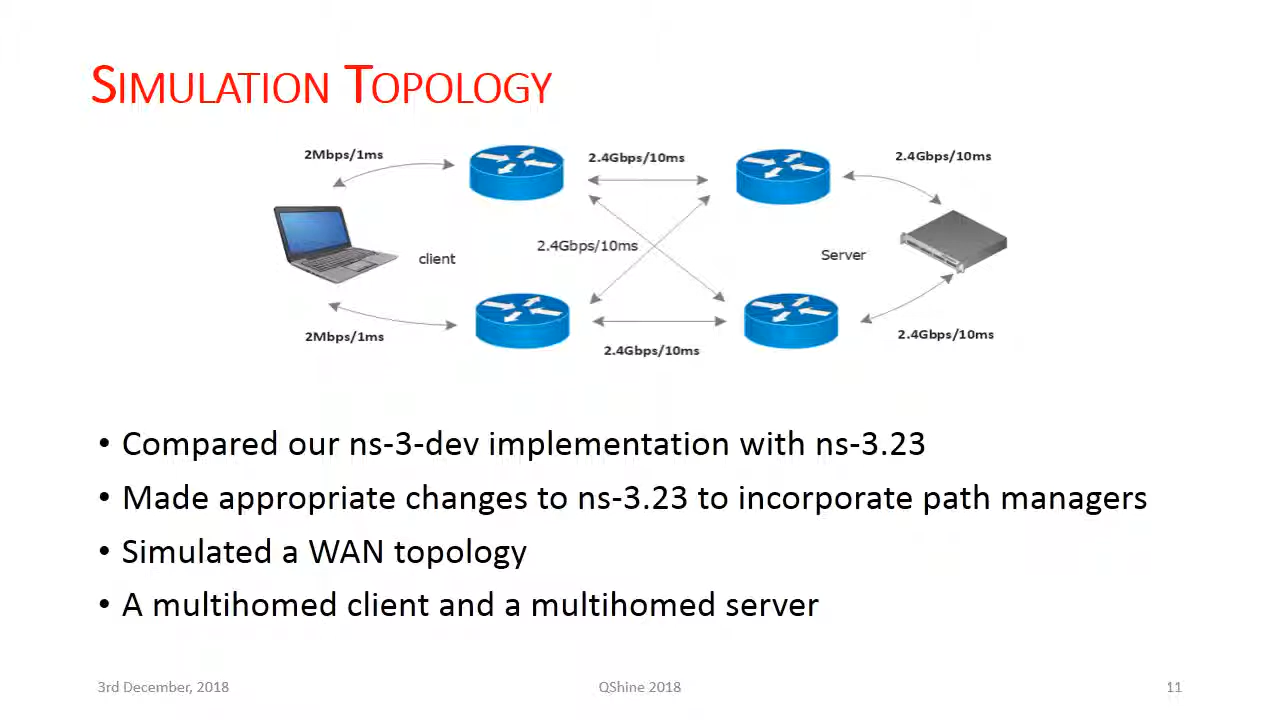 SIMULATION TOPOLOGY
2Mbps/1ms
2.4Gbps/10ms
2.4Gbps/10ms
2.4Gbps/10ms
client
Server
2Mbps/1ms
2.4Gbps/10ms
2.4Gbps/10ms
• Compared our ns-3-dev implementation with ns-3.23
• Made appropriate changes to ns-3.23 to incorporate path managers
• Simulated a WAN topology
• A multihomed client and a multihomed server
3rd December, 2018
QShine 2018
11